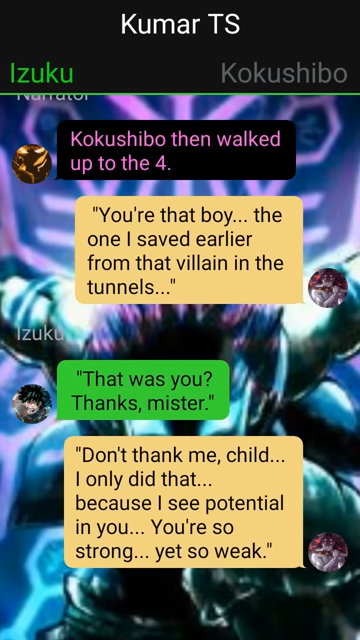 Kumar TS
Izuku
Kokushibo
Narrator
Kokushibo then walked
up to the 4.
"You're that boy... the
one I saved earlier
from that villain in the
tunnels..."
Izuku
"That was you?
Thanks, mister."
"Don't thank me, child...
I only did that...
because I see potential
in you... You're so
strong... yet so weak."